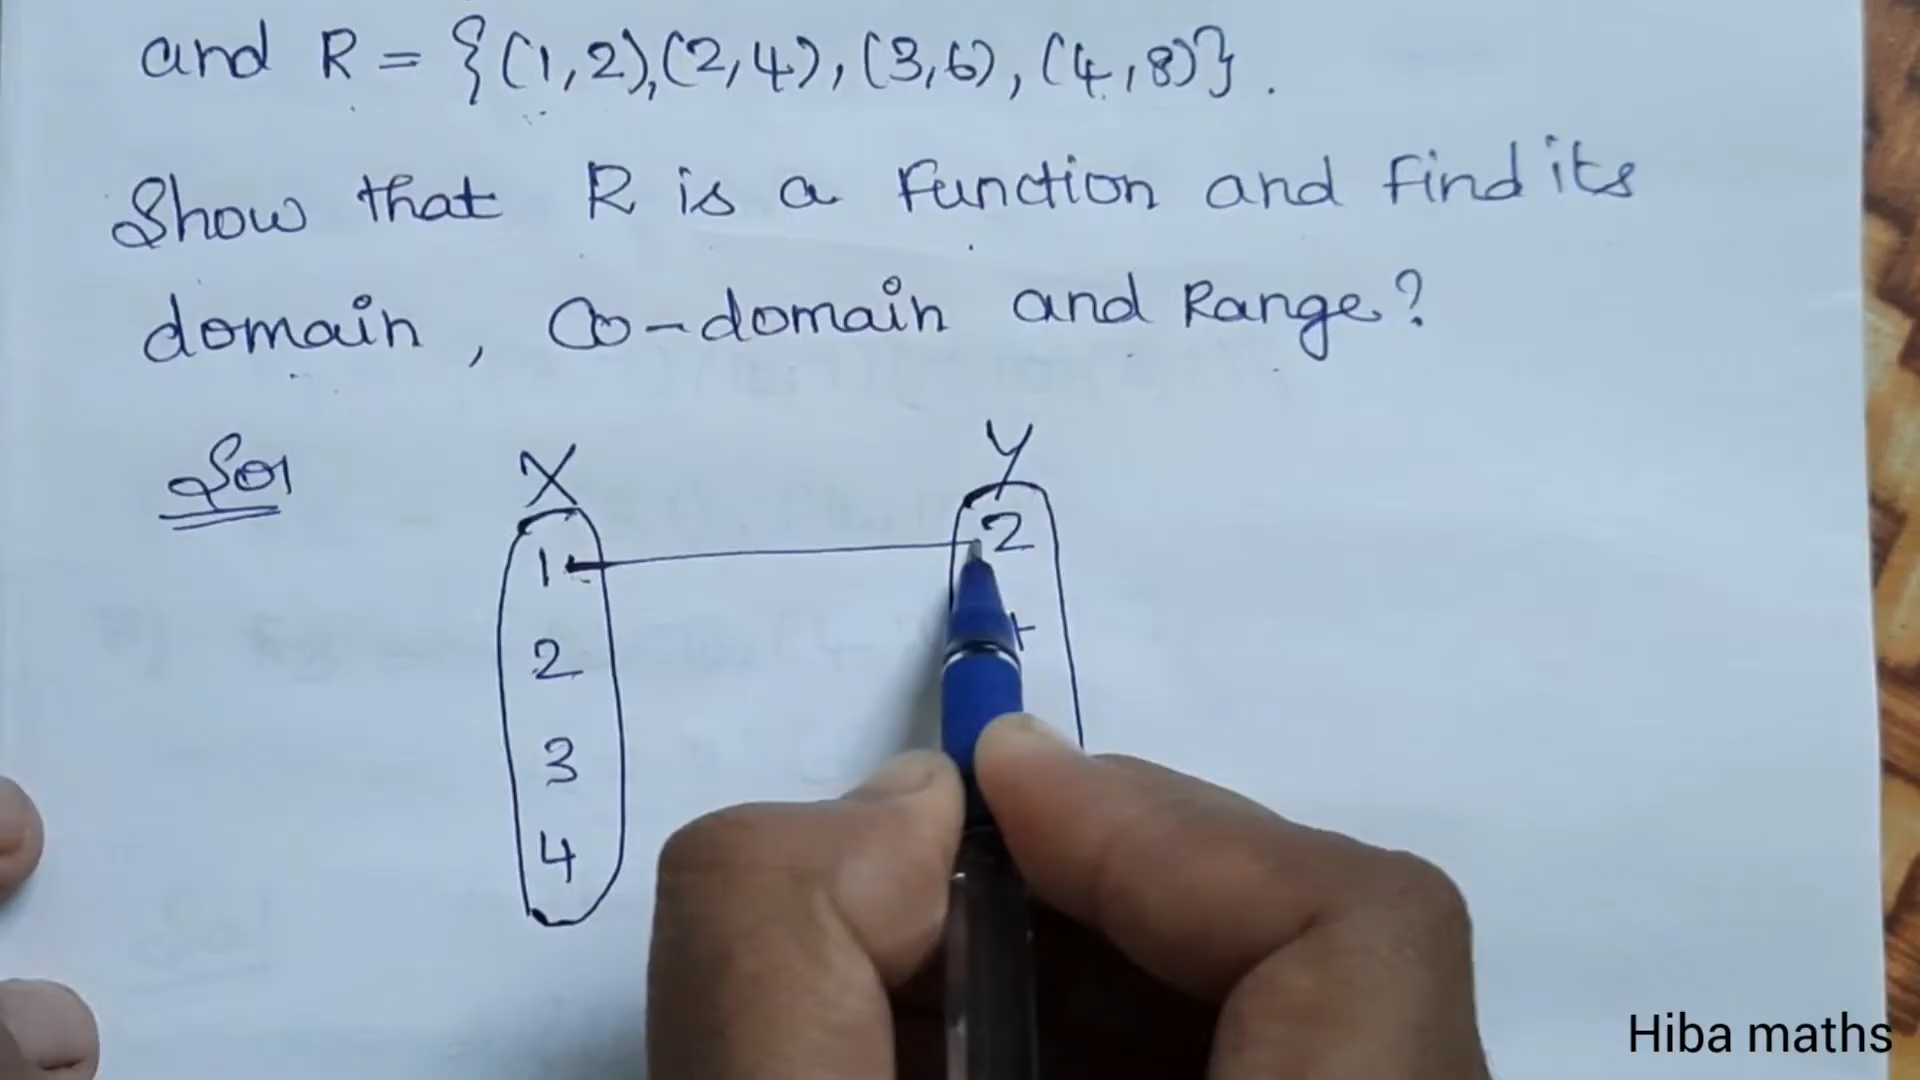 and R = {(1,2),(2,4),(3,6),(4,8)}.
Show that R is a Function and Find its
domain, Co-domain and Range?
Sol
X Y
1 2
2
3
4
Hiba maths